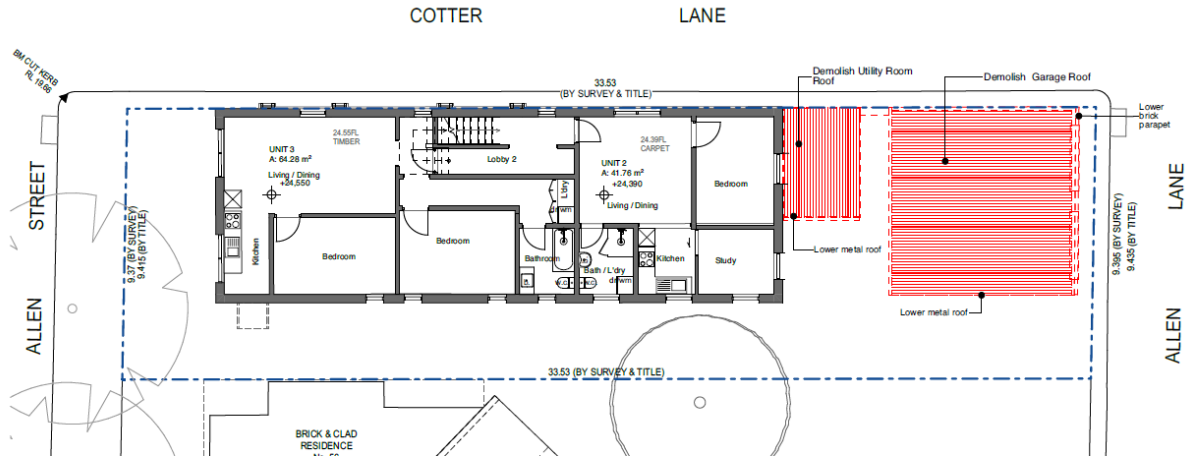 COTTER LANE
BM CUT KERB
RL 19.66
33.53
(BY SURVEY & TITLE)
Demolish Utility Room
Roof
Demolish Garage Roof
Lower
brick
parapet
24.55FL
TIMBER
UNIT 3
A: 64.28 m²
Living / Dining
+24,550
Lobby 2
24.39FL
CARPET
UNIT 2
A: 41.76 m²
+24,390
Living / Dining
L'dry
d wm
Bedroom
ALLEN STREET
9.37 (BY SURVEY)
9.415 (BY TITLE)
Kitchen
Bedroom
Bedroom
Bathroom
W.C.
Bath / L'dry
d wm
W.C.
Kitchen
Study
Lower metal roof
Lower metal roof
9.395 (BY SURVEY)
9.435 (BY TITLE)
ALLEN LANE
33.53 (BY SURVEY & TITLE)
BRICK & CLAD
RESIDENCE